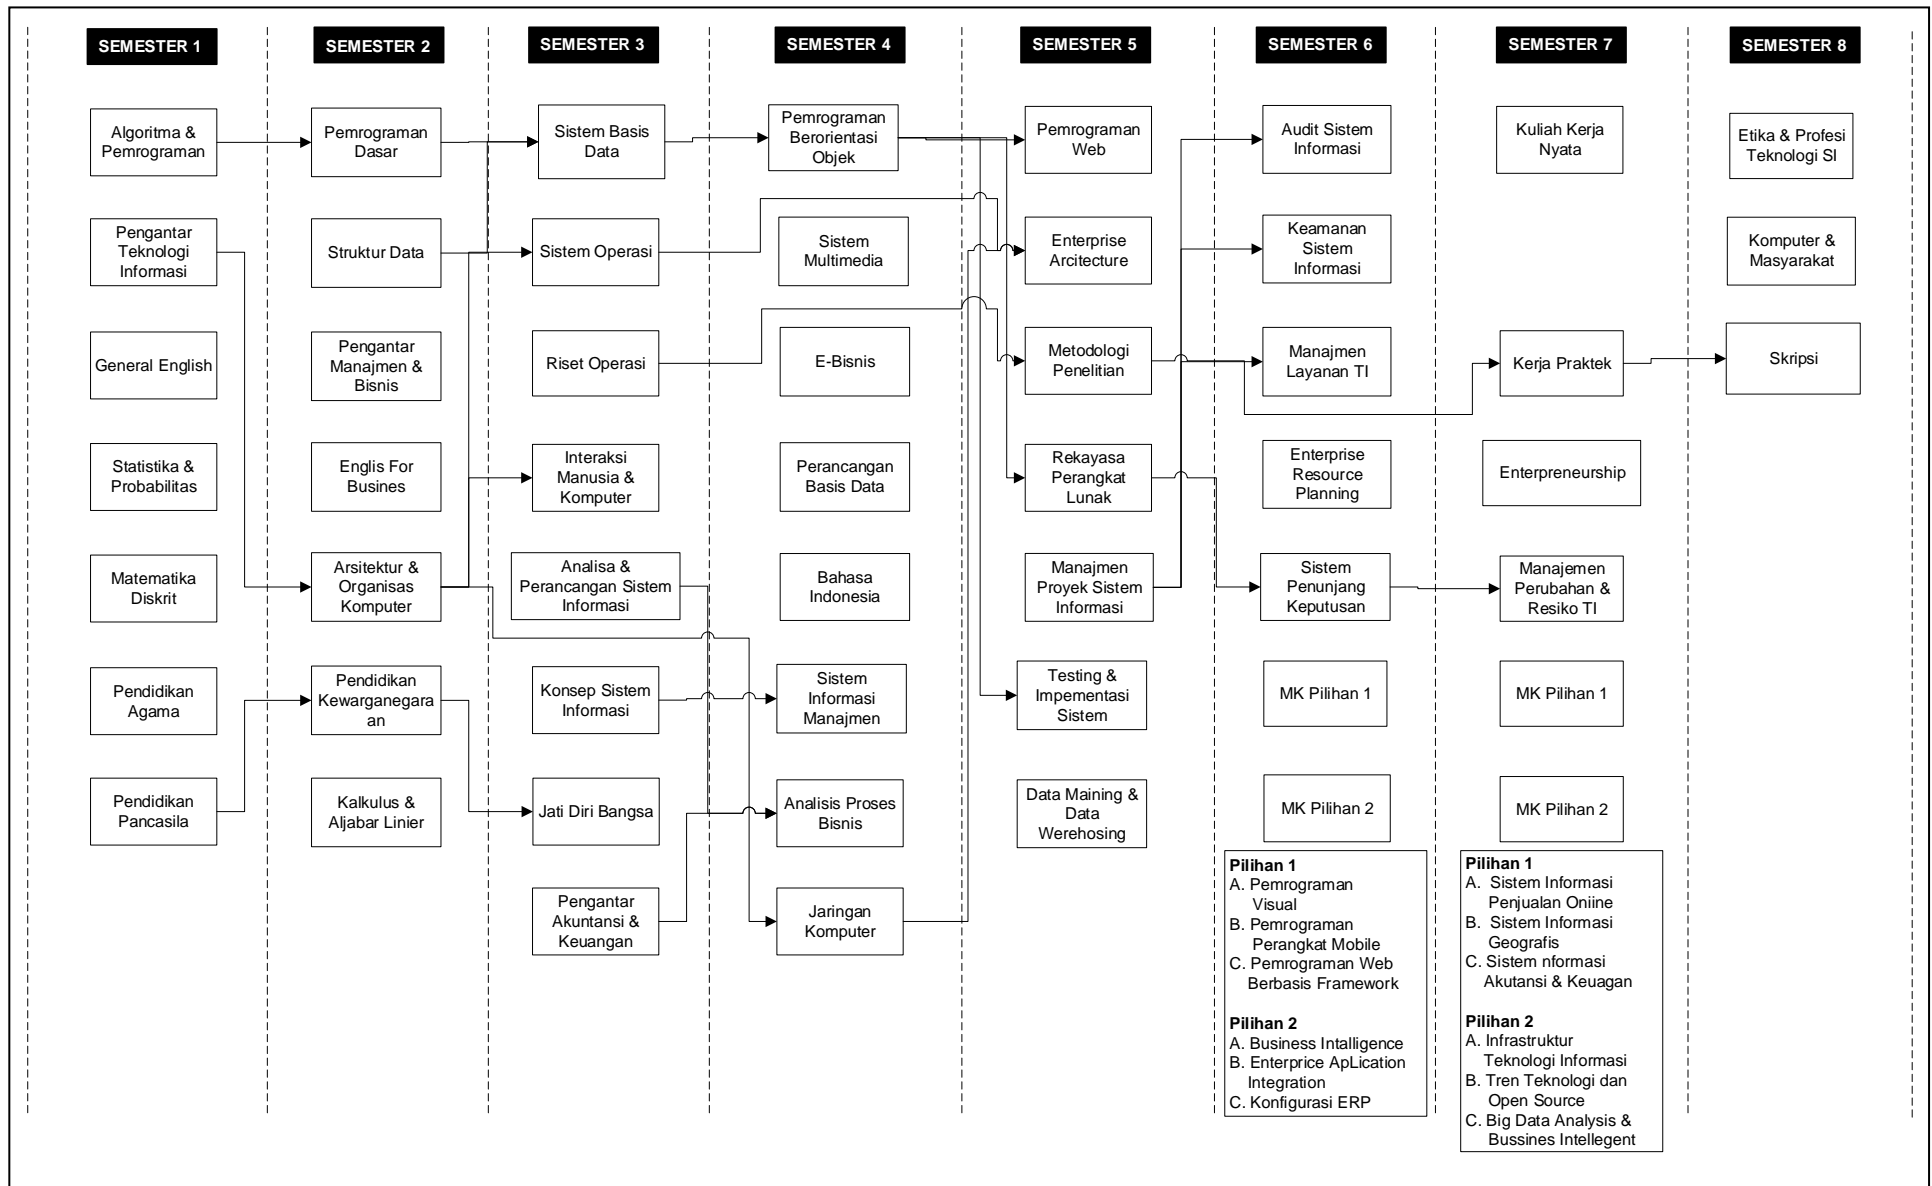 SEMESTER 1
SEMESTER 2
SEMESTER 3
SEMESTER 4
SEMESTER 5
SEMESTER 6
SEMESTER 7
SEMESTER 8
Algoritma &
Pemrograman
Pengantar
Teknologi
Informasi
General English
Statistika &
Probabilitas
Matematika
Diskrit
Pendidikan
Agama
Pendidikan
Pancasila
Pemrograman
Dasar
Struktur Data
Pengantar
Manajmen &
Bisnis
Englis For
Busines
Arsitektur &
Organisas
Komputer
Pendidikan
Kewarganegara
an
Kalkulus &
Aljabar Linier
Sistem Basis
Data
Sistem Operasi
Riset Operasi
Interaksi
Manusia &
Komputer
Analisa &
Perancangan Sistem
Informasi
Konsep Sistem
Informasi
Jati Diri Bangsa
Pengantar
Akuntansi &
Keuangan
Pemrograman
Berorientasi
Objek
Sistem
Multimedia
E-Bisnis
Perancangan
Basis Data
Bahasa
Indonesia
Sistem
Informasi
Manajmen
Analisis Proses
Bisnis
Jaringan
Komputer
Pemrograman
Web
Enterprise
Arcitecture
Metodologi
Penelitian
Rekayasa
Perangkat
Lunak
Manajmen
Proyek Sistem
Informasi
Testing &
Impementasi
Sistem
Data Maining &
Data
Werehosing
Audit Sistem
Informasi
Keamanan
Sistem
Informasi
Manajmen
Layanan TI
Enterprise
Resource
Planning
Sistem
Penunjang
Keputusan
MK Pilihan 1
MK Pilihan 2
Pilihan 1
A. Pemrograman
Visual
B. Pemrograman
Perangkat Mobile
C. Pemrograman Web
Berbasis Framework
Pilihan 2
A. Business Intalligence
B. Enterprice ApLication
Integration
C. Konfigurasi ERP
Kuliah Kerja
Nyata
Kerja Praktek
Enterpreneurship
Manajemen
Perubahan &
Resiko TI
MK Pilihan 1
MK Pilihan 2
Pilihan 1
A. Sistem Informasi
Penjualan Oniine
B. Sistem Informasi
Geografis
C. Sistem nformasi
Akutansi & Keuagan
Pilihan 2
A. Infrastruktur
Teknologi Informasi
B. Tren Teknologi dan
Open Source
C. Big Data Analysis &
Bussines Intellegent
Etika & Profesi
Teknologi SI
Komputer &
Masyarakat
Skripsi